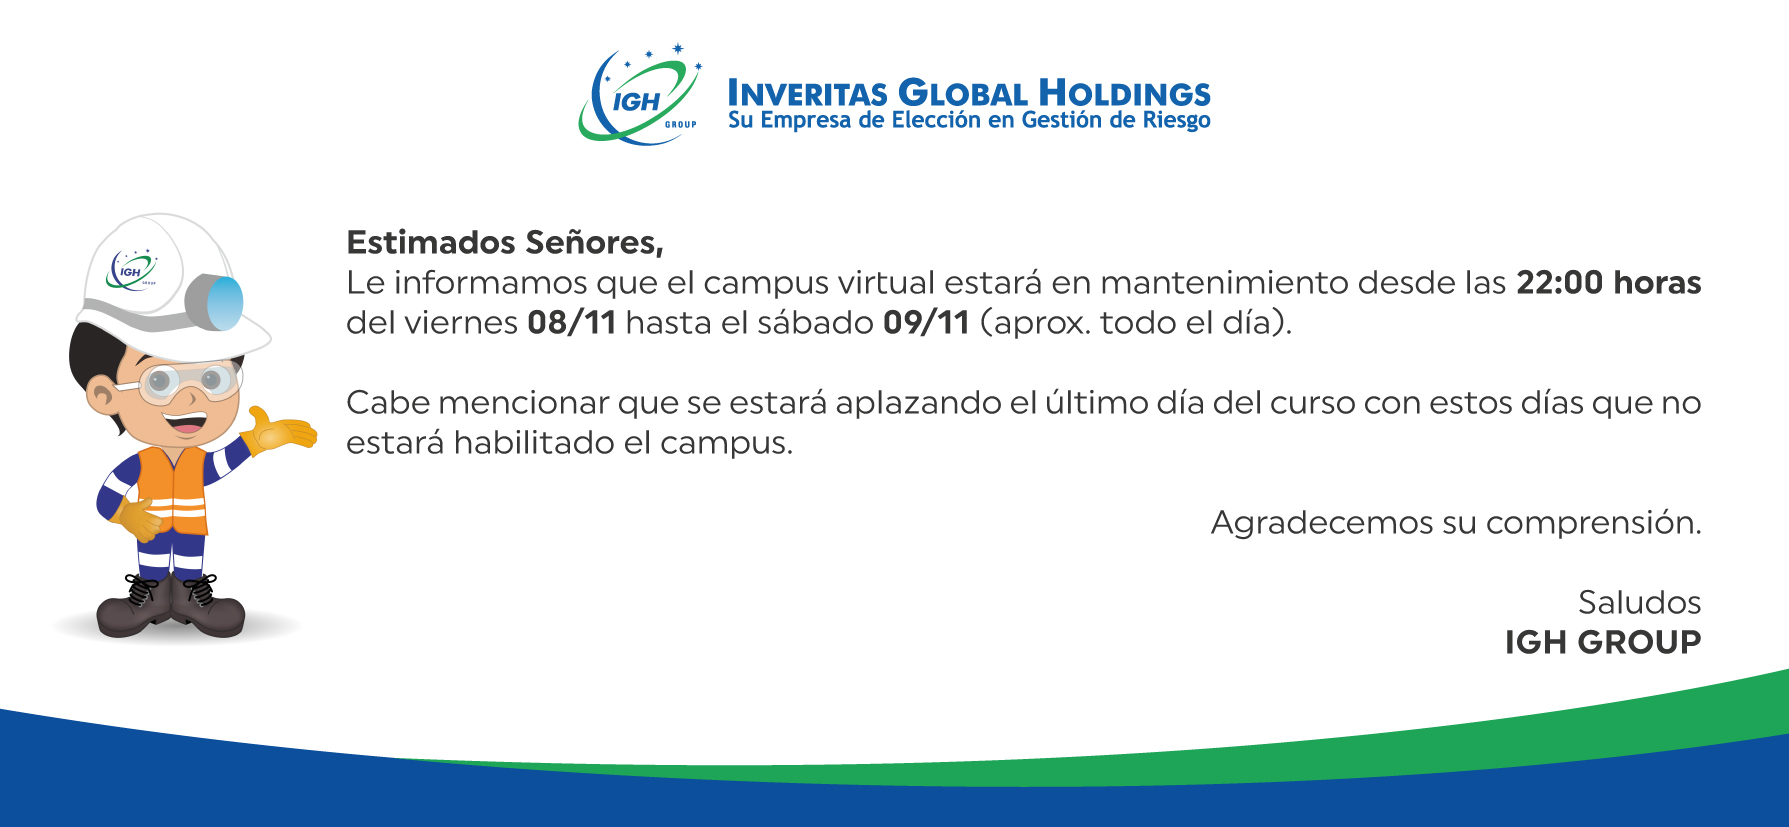 IGH
GROUP
INVERITAS GLOBAL HOLDINGS
Su Empresa de Elección en Gestión de Riesgo
IGH
GROUP
Estimados Señores,
Le informamos que el campus virtual estará en mantenimiento desde las 22:00 horas
del viernes 08/11 hasta el sábado 09/11 (aprox. todo el día).
Cabe mencionar que se estará aplazando el último día del curso con estos días que no
estará habilitado el campus.
Agradecemos su comprensión.
Saludos
IGH GROUP